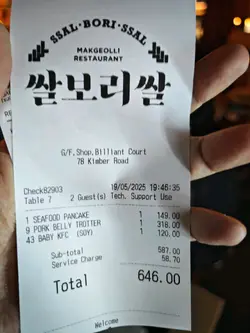 SSAL·BORI·SSAL
MAKGEOLLI
RESTAURANT
쌀보리쌀
G/F,Shop,Billiant Court
78 Kimber Road
Check82903 19/05/2025 19:46:35
Table 7 2 Guest(s) Tech. Support Use
1 SEAFOOD PANCAKE 1 149.00
9 PORK BELLY TROTTER 1 318.00
43 BABY KFC (SOY) 1 120.00
Sub-total 587.00
Service Charge 58.70
Total 646.00
Welcome